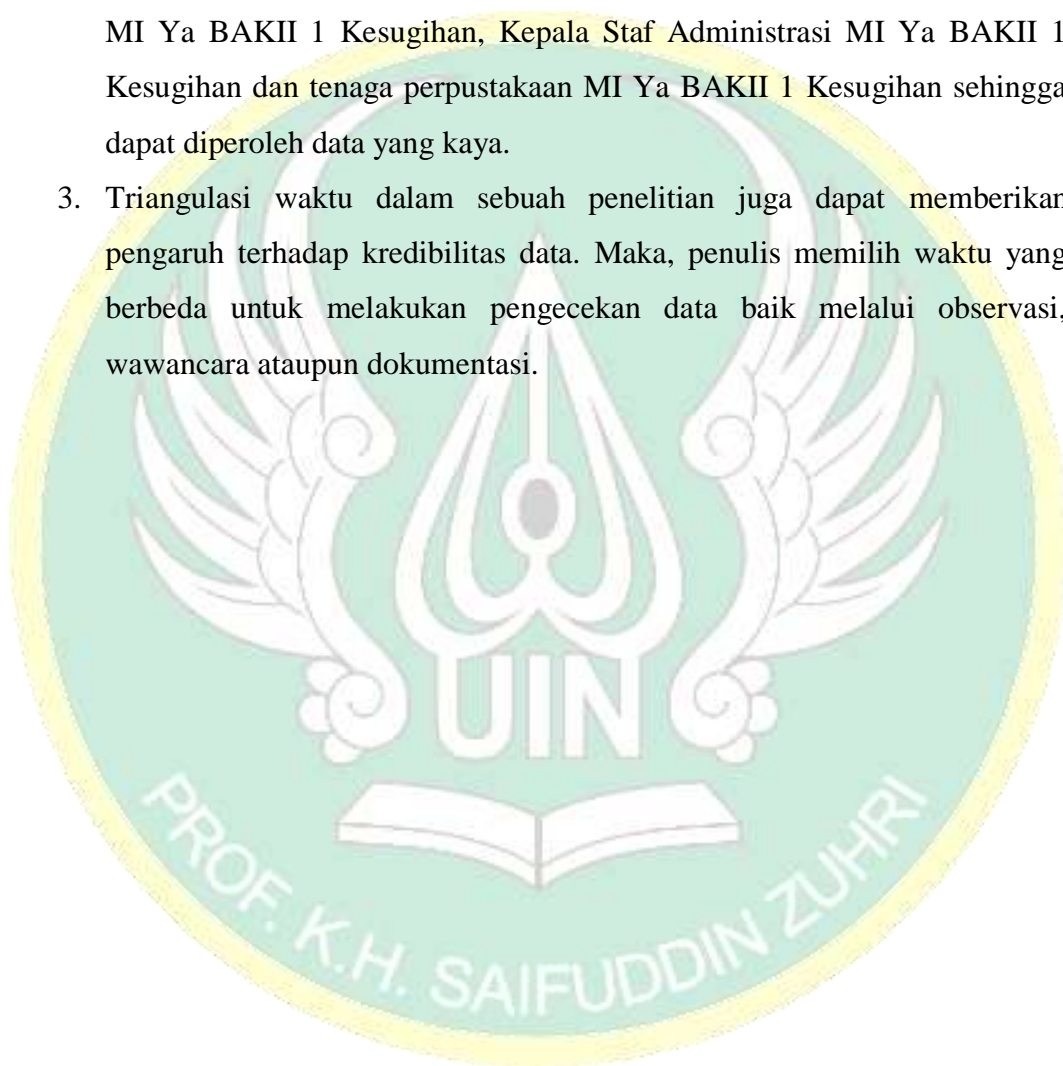 MI Ya BAKII 1 Kesugihan, Kepala Staf Administrasi MI Ya BAKII 1
Kesugihan dan tenaga perpustakaan MI Ya BAKII 1 Kesugihan sehingga
dapat diperoleh data yang kaya.
3. Triangulasi waktu dalam sebuah penelitian juga dapat memberikan
pengaruh terhadap kredibilitas data. Maka, penulis memilih waktu yang
berbeda untuk melakukan pengecekan data baik melalui observasi,
wawancara ataupun dokumentasi.
UIN
PROF. K.H. SAIFUDDIN ZUHRI